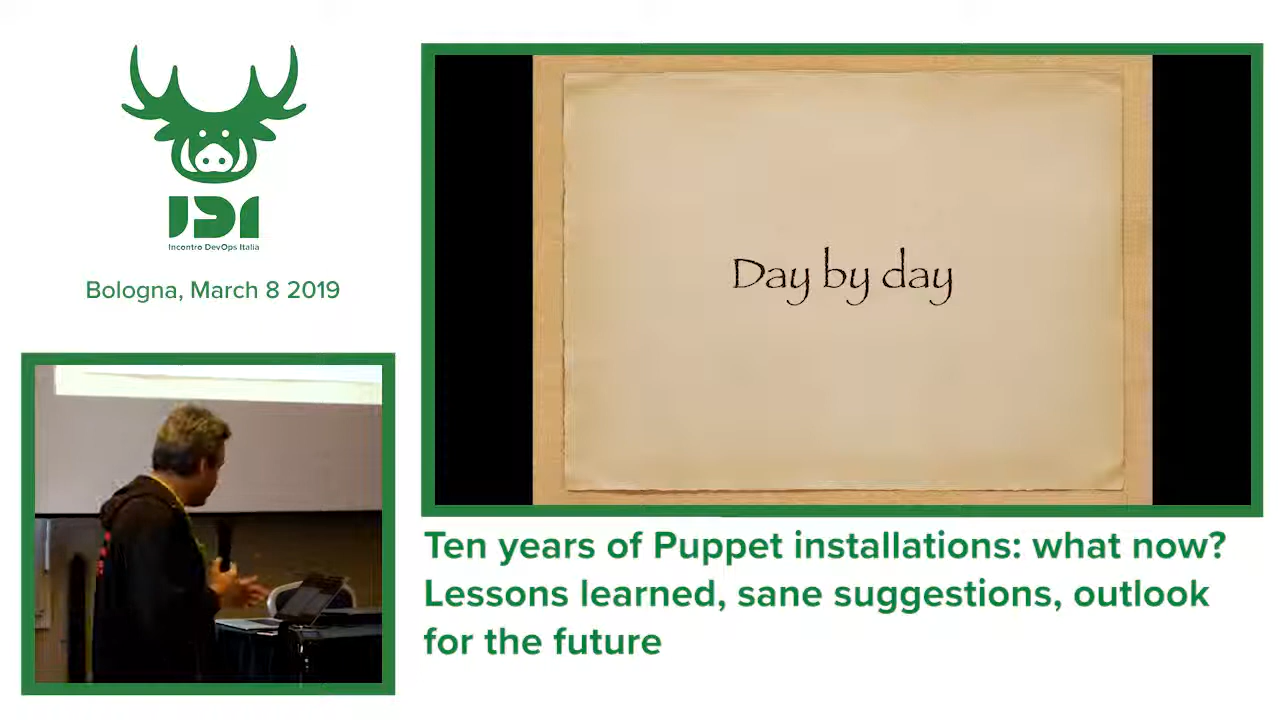 IDI
Incontro DevOps Italia
Bologna, March 8 2019
Day by day
Ten years of Puppet installations: what now?
Lessons learned, sane suggestions, outlook
for the future